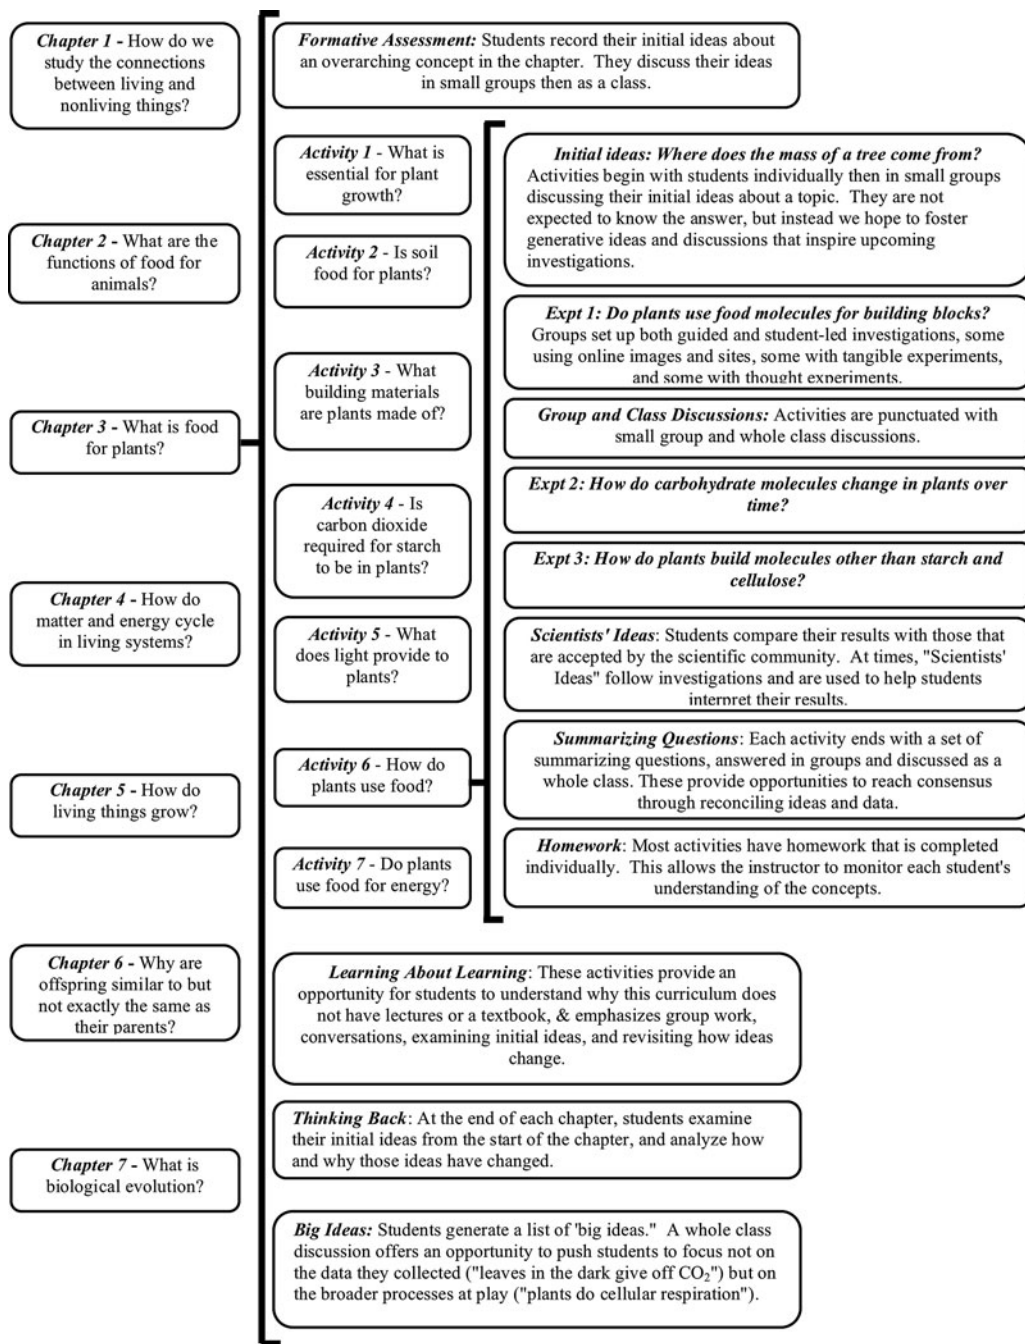 Chapter 1 - How do we
study the connections
between living and
nonliving things?
Chapter 2 - What are the
functions of food for
animals?
Chapter 3 - What is food
for plants?
Chapter 4 - How do
matter and energy cycle
in living systems?
Chapter 5 - How do
living things grow?
Chapter 6 - Why are
offspring similar to but
not exactly the same as
their parents?
Chapter 7 - What is
biological evolution?
Formative Assessment: Students record their initial ideas about
an overarching concept in the chapter. They discuss their ideas
in small groups then as a class.
Activity 1 - What is
essential for plant
growth?
Activity 2 - Is soil
food for plants?
Activity 3 - What
building materials
are plants made of?
Activity 4 - Is
carbon dioxide
required for starch
to be in plants?
Activity 5 - What
does light provide to
plants?
Activity 6 - How do
plants use food?
Activity 7 - Do plants
use food for energy?
Initial ideas: Where does the mass of a tree come from?
Activities begin with students individually then in small groups
discussing their initial ideas about a topic. They are not
expected to know the answer, but instead we hope to foster
generative ideas and discussions that inspire upcoming
investigations.
Expt 1: Do plants use food molecules for building blocks?
Groups set up both guided and student-led investigations, some
using online images and sites, some with tangible experiments,
and some with thought experiments.
Group and Class Discussions: Activities are punctuated with
small group and whole class discussions.
Expt 2: How do carbohydrate molecules change in plants over
time?
Expt 3: How do plants build molecules other than starch and
cellulose?
Scientists' Ideas: Students compare their results with those that
are accepted by the scientific community. At times, "Scientists'
Ideas" follow investigations and are used to help students
interpret their results.
Summarizing Questions: Each activity ends with a set of
summarizing questions, answered in groups and discussed as a
whole class. These provide opportunities to reach consensus
through reconciling ideas and data.
Homework: Most activities have homework that is completed
individually. This allows the instructor to monitor each student's
understanding of the concepts.
Learning About Learning: These activities provide an
opportunity for students to understand why this curriculum does
not have lectures or a textbook, & emphasizes group work,
conversations, examining initial ideas, and revisiting how ideas
change.
Thinking Back: At the end of each chapter, students examine
their initial ideas from the start of the chapter, and analyze how
and why those ideas have changed.
Big Ideas: Students generate a list of 'big ideas." A whole class
discussion offers an opportunity to push students to focus not on
the data they collected ("leaves in the dark give off CO₂") but on
the broader processes at play ("plants do cellular respiration").